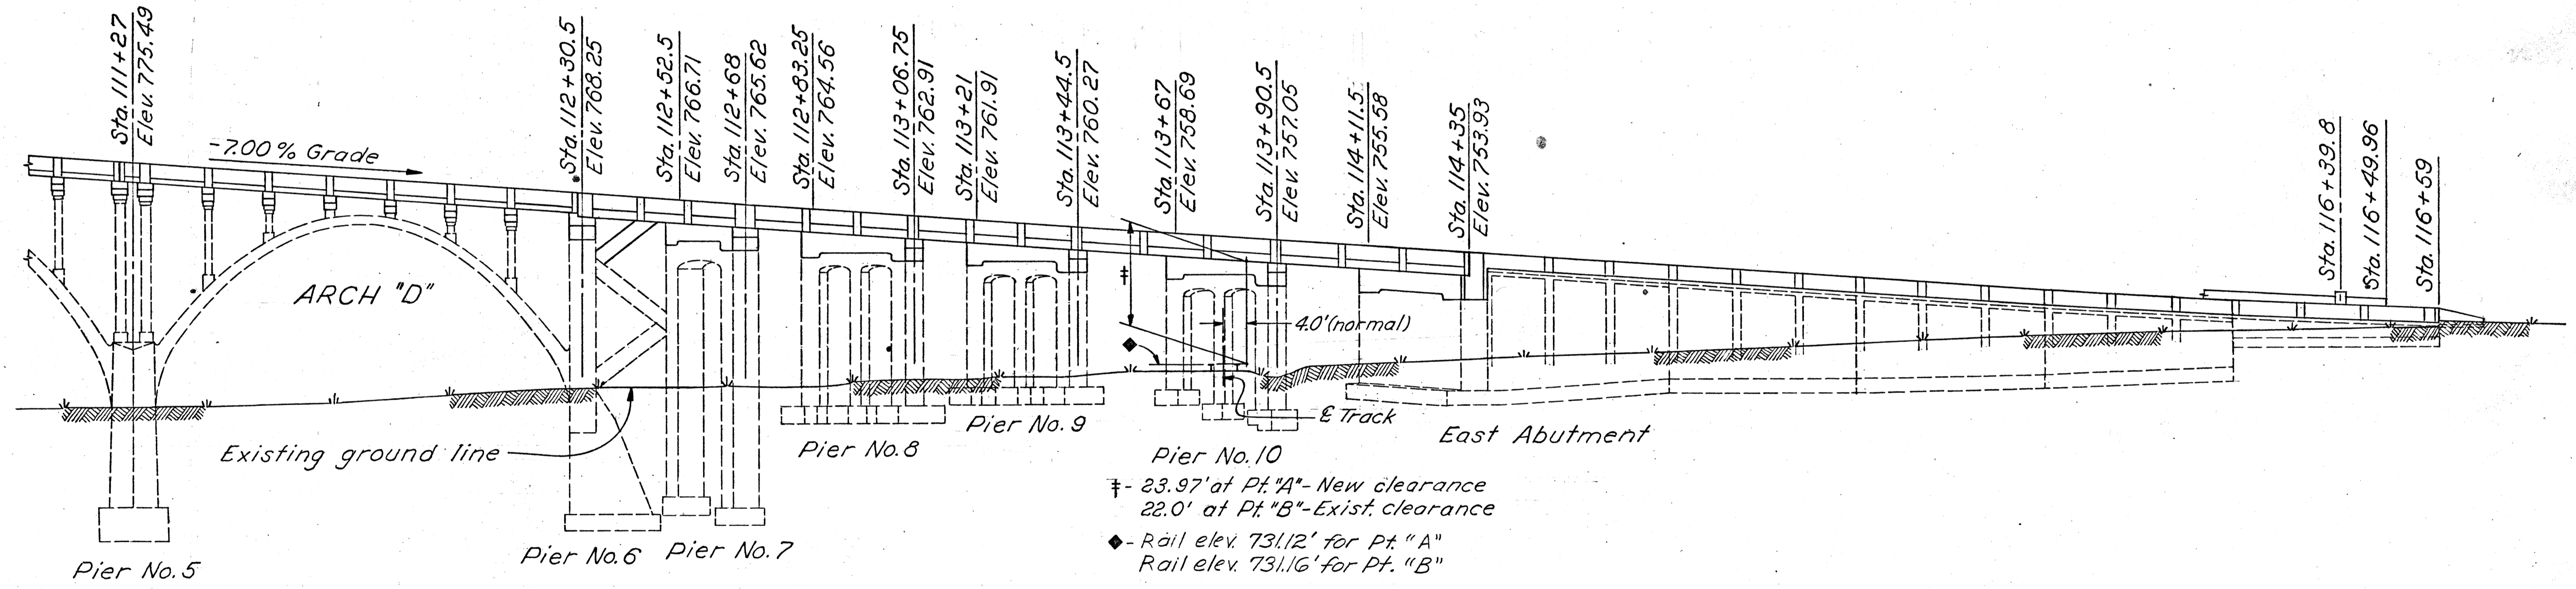 Sta. 111+27
Elev. 775.49
Sta. 112+30.5
Elev. 768.25
Sta. 112+52.5
Elev. 766.71
Sta. 112+68
Elev. 765.62
Sta. 112+83.25
Elev. 764.56
Sta. 113+06.75
Elev. 762.91
Sta. 113+21
Elev. 761.91
Sta. 113+44.5
Elev. 760.27
Sta. 113+67
Elev. 758.69
Sta. 113+90.5
Elev. 757.05
Sta. 114+11.5
Elev. 755.58
Sta. 114+35
Elev. 753.93
Sta. 116+39.8
Sta. 116+49.96
Sta. 116+59
-7.00% Grade
ARCH "D"
‡
4.0'(normal)
◆
Existing ground line
℄ Track
Pier No. 5
Pier No. 6
Pier No. 7
Pier No. 8
Pier No. 9
Pier No. 10
East Abutment
‡- 23.97' at Pt. "A"- New clearance
22.0' at Pt. "B"- Exist. clearance
◆- Rail elev. 731.12' for Pt. "A"
Rail elev. 731.16' for Pt. "B"